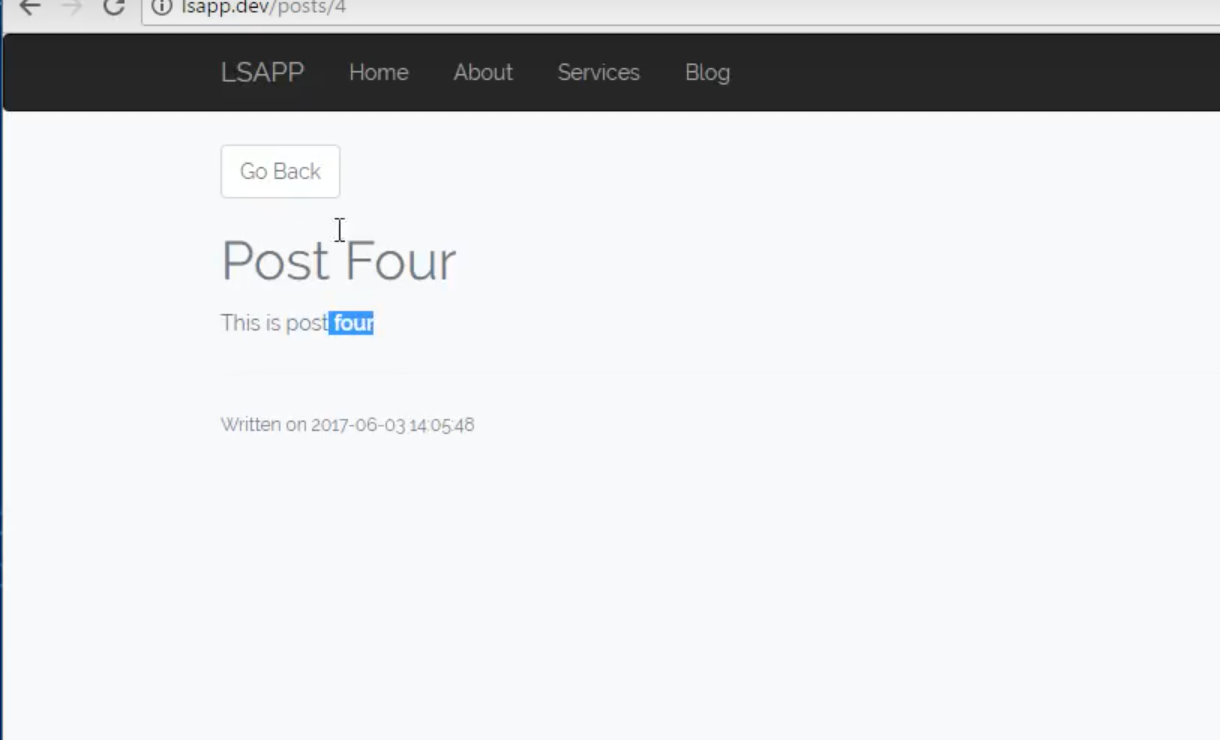 lsapp.dev/posts/4
LSAPP Home About Services Blog
Go Back
Post Four
This is post four
Written on 2017-06-03 14:05:48